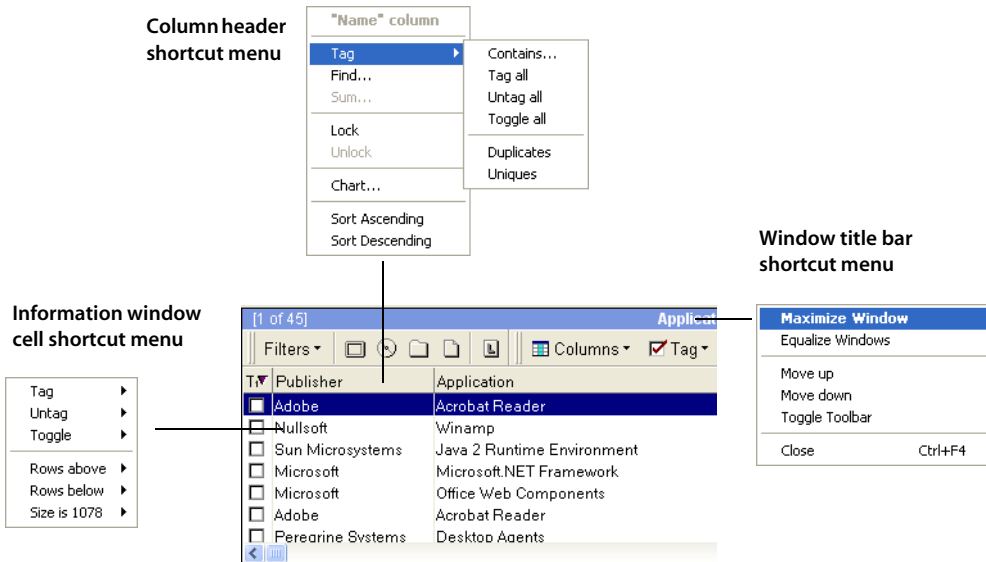 Column header
shortcut menu
"Name" column
Tag
Find...
Sum...
Lock
Unlock
Chart...
Sort Ascending
Sort Descending
Contains...
Tag all
Untag all
Toggle all
Duplicates
Uniques
Window title bar
shortcut menu
Maximize Window
Equalize Windows
Move up
Move down
Toggle Toolbar
Close Ctrl+F4
Information window
cell shortcut menu
Tag
Untag
Toggle
Rows above
Rows below
Size is 1078
[1 of 45] Applicat
Filters L Columns Tag
Publisher Application
Adobe Acrobat Reader
Nullsoft Winamp
Sun Microsystems Java 2 Runtime Environment
Microsoft Microsoft.NET Framework
Microsoft Office Web Components
Adobe Acrobat Reader
Peregrine Systems Desktop Agents